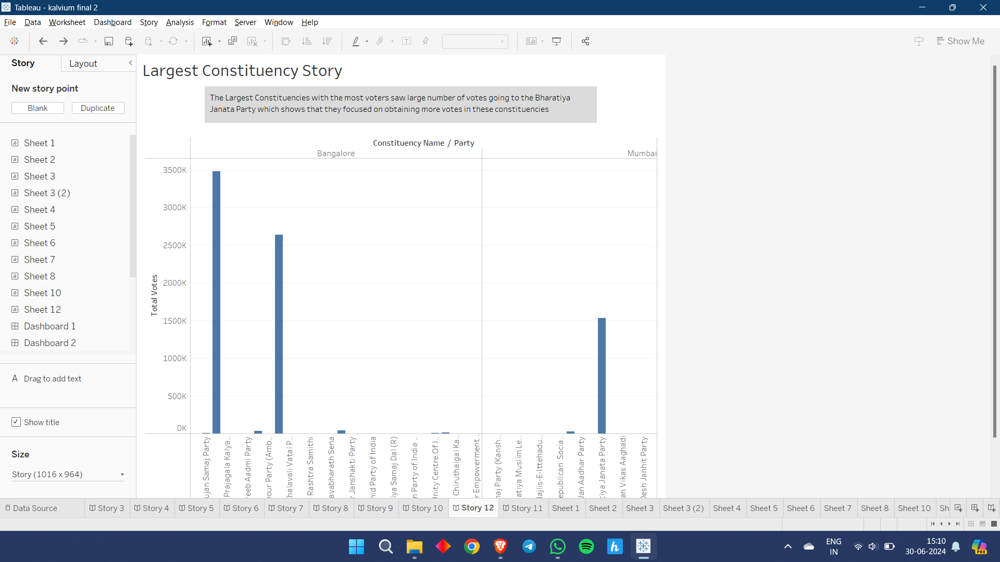 Tableau - kalvium final 2
File Data Worksheet Dashboard Story Analysis Format Server Window Help
Show Me
Story Layout
New story point
Blank Duplicate
Sheet 1
Sheet 2
Sheet 3
Sheet 3 (2)
Sheet 4
Sheet 5
Sheet 6
Sheet 7
Sheet 8
Sheet 10
Sheet 12
Dashboard 1
Dashboard 2
A Drag to add text
Show title
Size
Story (1016 x 964)
Largest Constituency Story
The Largest Constituencies with the most voters saw large number of votes going to the Bharatiya
Janata Party which shows that they focused on obtaining more votes in these constituencies
Constituency Name / Party
Bangalore Mumbai
Total Votes
3500K
3000K
2500K
2000K
1500K
1000K
500K
0K
ujan Samaj Party
Prajagala Kalya..
eeb Aadmi Party
our Party (Amb..
halavali Vatal P..
Rashtra Samithi
avabharath Sena
r Janshakti Party
nid Party of India
iya Samaj Dal (R)
n Party of India ..
nity Centre Of I..
Chiruthaigal Ka..
r Empowerment..
naj Party (Kansh..
atiya Muslim Le..
lajlis-E-Ittehadu..
epublican Socia..
Jan Aadhar Party
tiya Janata Party
an Vikas Aaghadi
Desh Janhit Party
Data Source Story 3 Story 4 Story 5 Story 6 Story 7 Story 8 Story 9 Story 10 Story 12 Story 11 Sheet 1 Sheet 2 Sheet 3 Sheet 3 (2) Sheet 4 Sheet 5 Sheet 6 Sheet 7 Sheet 8 Sheet 10 Sh
ENG
IN
15:10
30-06-2024
PRE